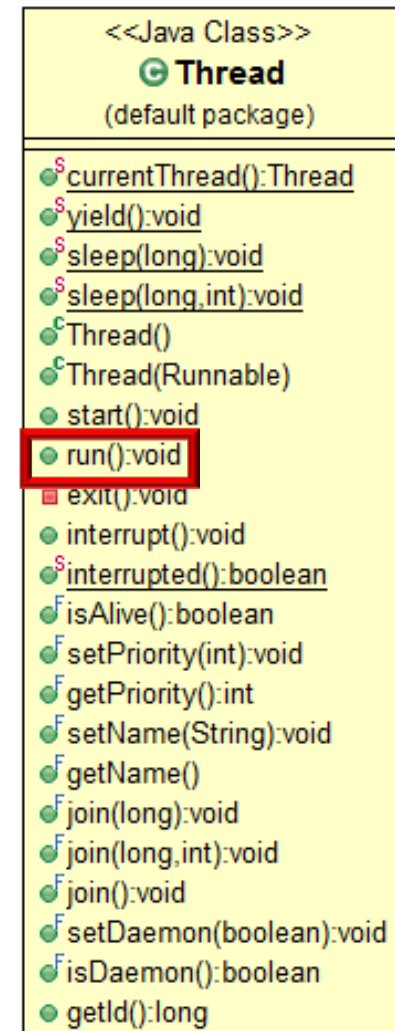 <<Java Class>>
Thread
(default package)
currentThread():Thread
yield():void
sleep(long):void
sleep(long,int):void
Thread()
Thread(Runnable)
start():void
run():void
exit():void
interrupt():void
interrupted():boolean
isAlive():boolean
setPriority(int):void
getPriority():int
setName(String):void
getName()
join(long):void
join(long,int):void
join():void
setDaemon(boolean):void
isDaemon():boolean
getId():long